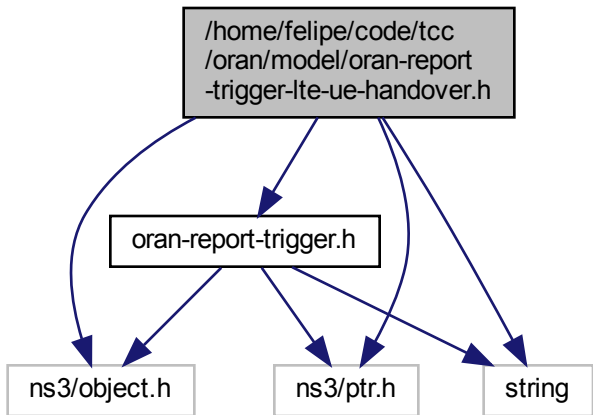 /home/felipe/code/tcc
/oran/model/oran-report
-trigger-lte-ue-handover.h
oran-report-trigger.h
ns3/object.h
ns3/ptr.h
string